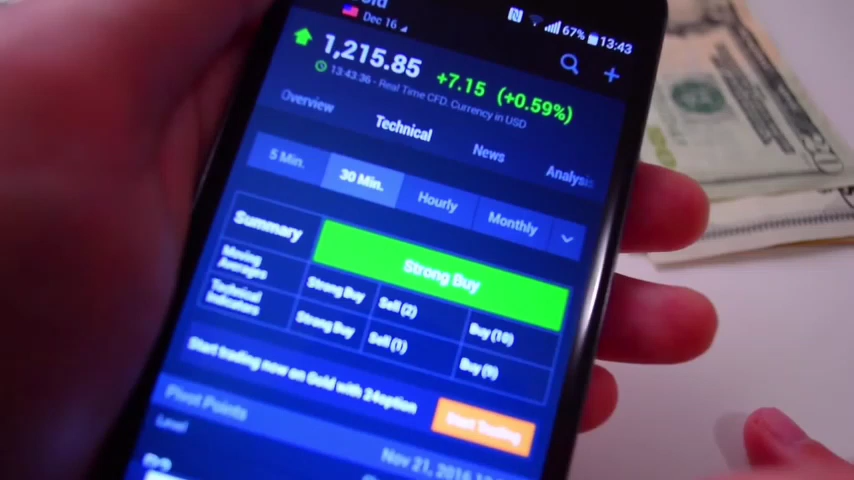 Dec 16
67% 13:43
1,215.85 +7.15 (+0.59%)
13:43:36 - Real Time CFD. Currency in USD
Overview Technical News Analysis
5 Min. 30 Min. Hourly Monthly
Summary Strong Buy
Moving Averages Strong Buy Sell (2) Buy (10)
Technical Indicators Strong Buy Sell (1) Buy (9)
Start trading now on Gold with 24option Start Trading
Pivot Points
Level
Nov 21, 2016